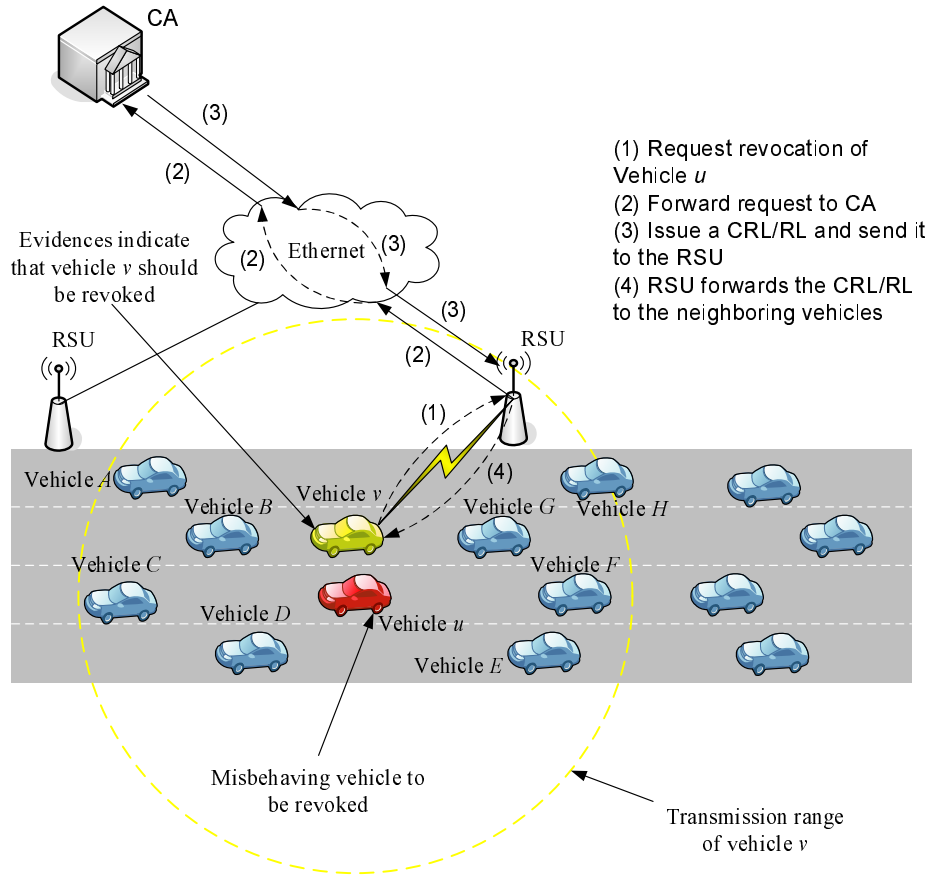 CA
(3)
(2)
(1) Request revocation of
Vehicle u
(2) Forward request to CA
(3) Issue a CRL/RL and send it
to the RSU
(4) RSU forwards the CRL/RL
to the neighboring vehicles
Evidences indicate
that vehicle v should
be revoked
Ethernet
(3)
(2)
(3)
(2)
RSU
RSU
(1)
(4)
Vehicle A
Vehicle B
Vehicle v
Vehicle G
Vehicle H
Vehicle C
Vehicle F
Vehicle D
Vehicle u
Vehicle E
Misbehaving vehicle to
be revoked
Transmission range
of vehicle v